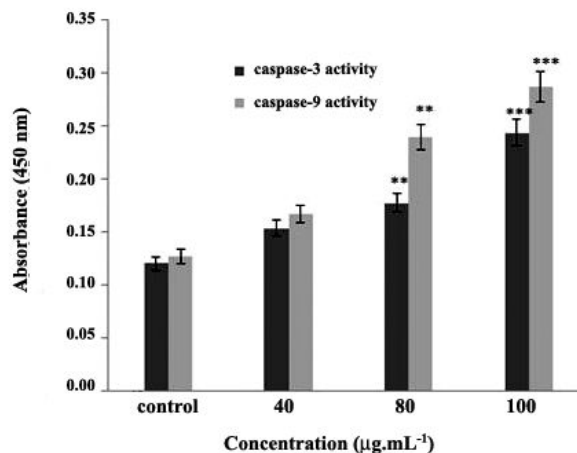 0.35
0.30
0.25
0.20
0.15
0.10
0.05
0.00
Absorbance (450 nm)
caspase-3 activity
caspase-9 activity
**
**
***
***
control 40 80 100
Concentration (µg.mL⁻¹)